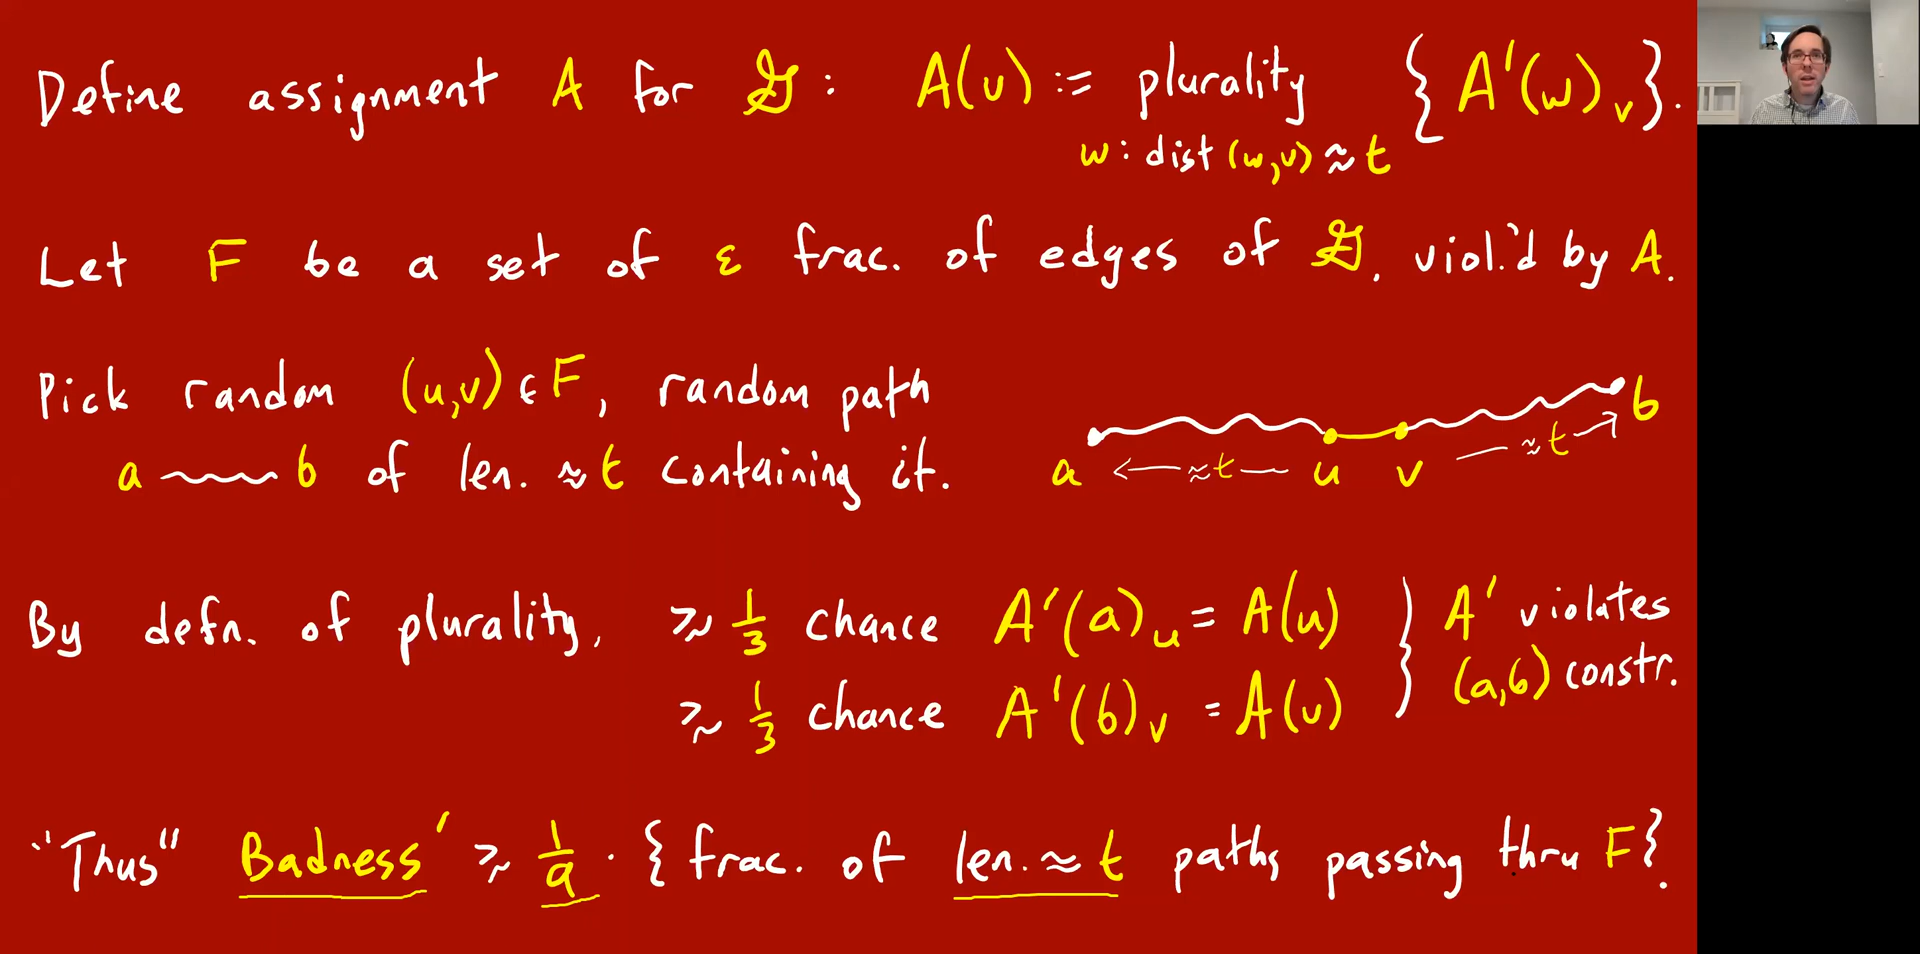 Define assignment A for 𝒢: A(v) := plurality { A'(w)_v }.
w: dist (w,v) ≈ t
Let F be a set of ε frac. of edges of 𝒢, viol.'d by A.
Pick random (u,v) ∈ F, random path
a ~~~ b of len. ≈ t containing it.
a ← ≈t — u v — ≈t → b
By defn. of plurality, ≳ 1/3 chance A'(a)_u = A(u) } A' violates
≳ 1/3 chance A'(b)_v = A(v) (a,b) constr.
"Thus" Badness' ≳ 1/9 · { frac. of len. ≈ t paths passing thru F }.